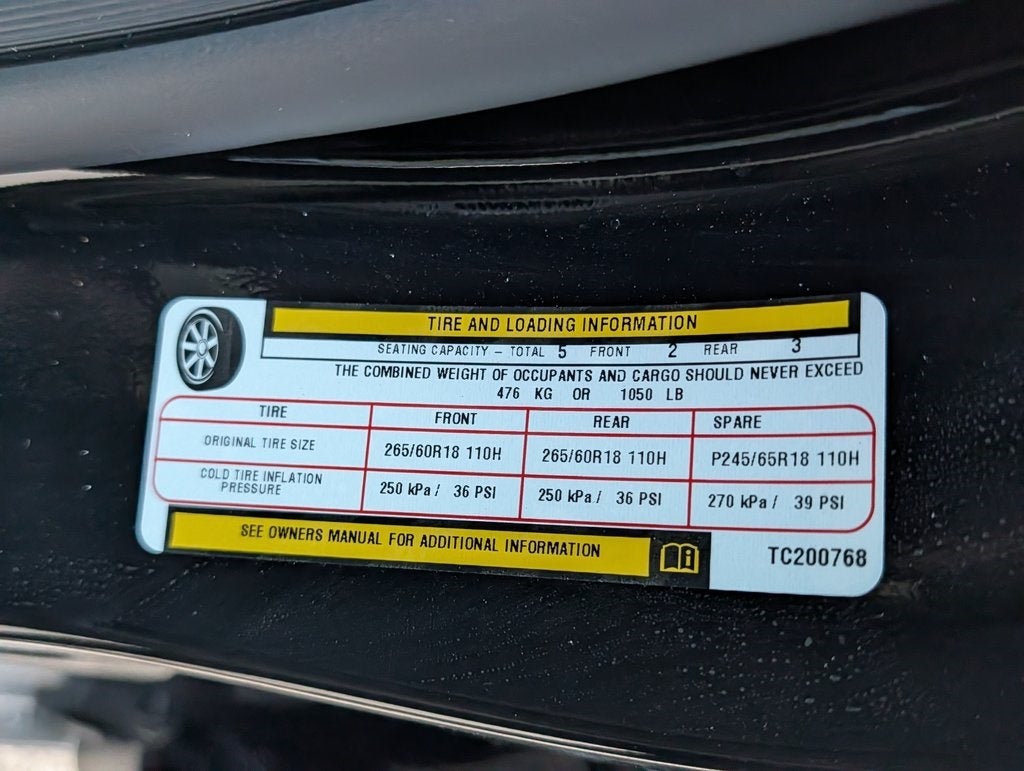 TIRE AND LOADING INFORMATION
SEATING CAPACITY – TOTAL 5 FRONT 2 REAR 3
THE COMBINED WEIGHT OF OCCUPANTS AND CARGO SHOULD NEVER EXCEED
476 KG OR 1050 LB
TIRE FRONT REAR SPARE
ORIGINAL TIRE SIZE 265/60R18 110H 265/60R18 110H P245/65R18 110H
COLD TIRE INFLATION
PRESSURE 250 kPa / 36 PSI 250 kPa / 36 PSI 270 kPa / 39 PSI
SEE OWNERS MANUAL FOR ADDITIONAL INFORMATION
TC200768